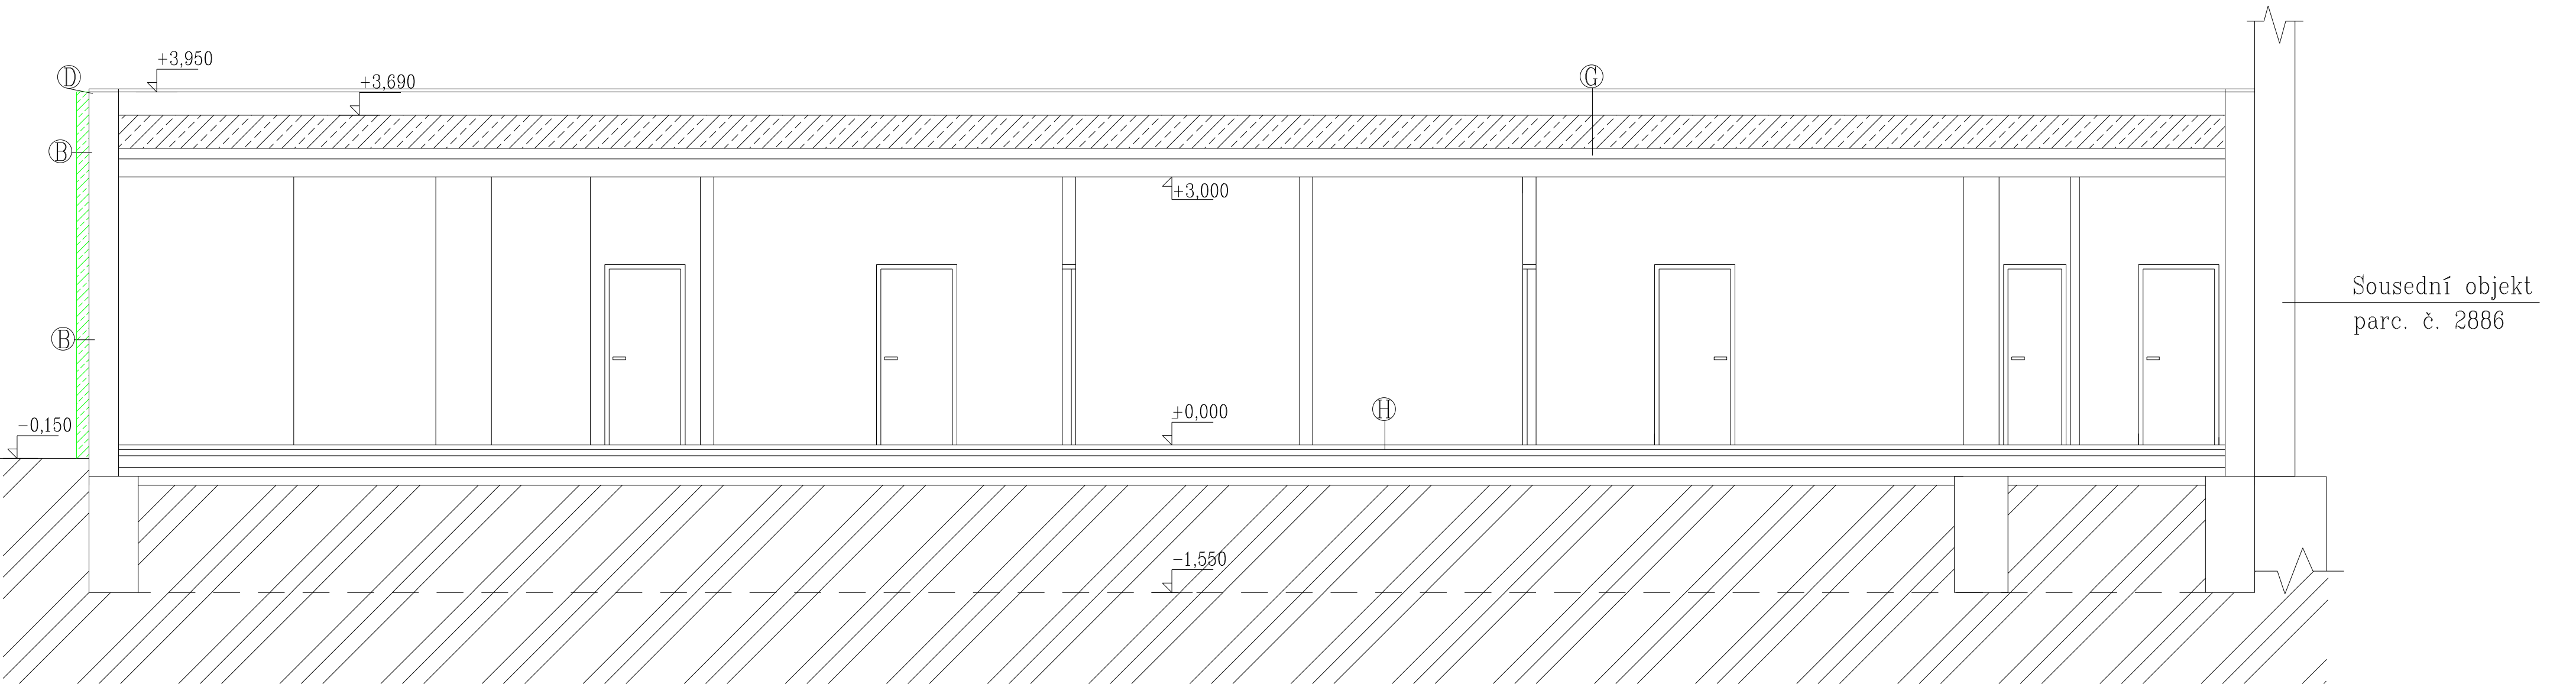 +3,950
D
+3,690
G
B
+3,000
Sousední objekt
parc. č. 2886
B
+0,000
H
-0,150
-1,550